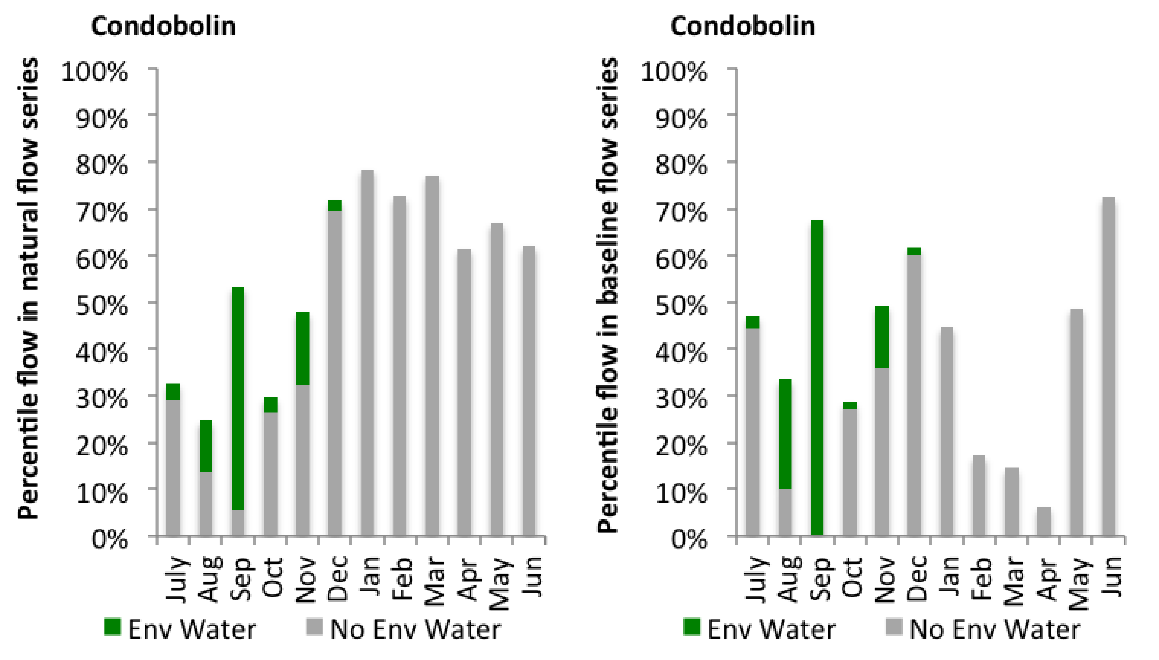 Condobolin
Percentile flow in natural flow series
100%
90%
80%
70%
60%
50%
40%
30%
20%
10%
0%
July
Aug
Sep
Oct
Nov
Dec
Jan
Feb
Mar
Apr
May
Jun
Env Water
No Env Water
Condobolin
Percentile flow in baseline flow series
100%
90%
80%
70%
60%
50%
40%
30%
20%
10%
0%
July
Aug
Sep
Oct
Nov
Dec
Jan
Feb
Mar
Apr
May
Jun
Env Water
No Env Water